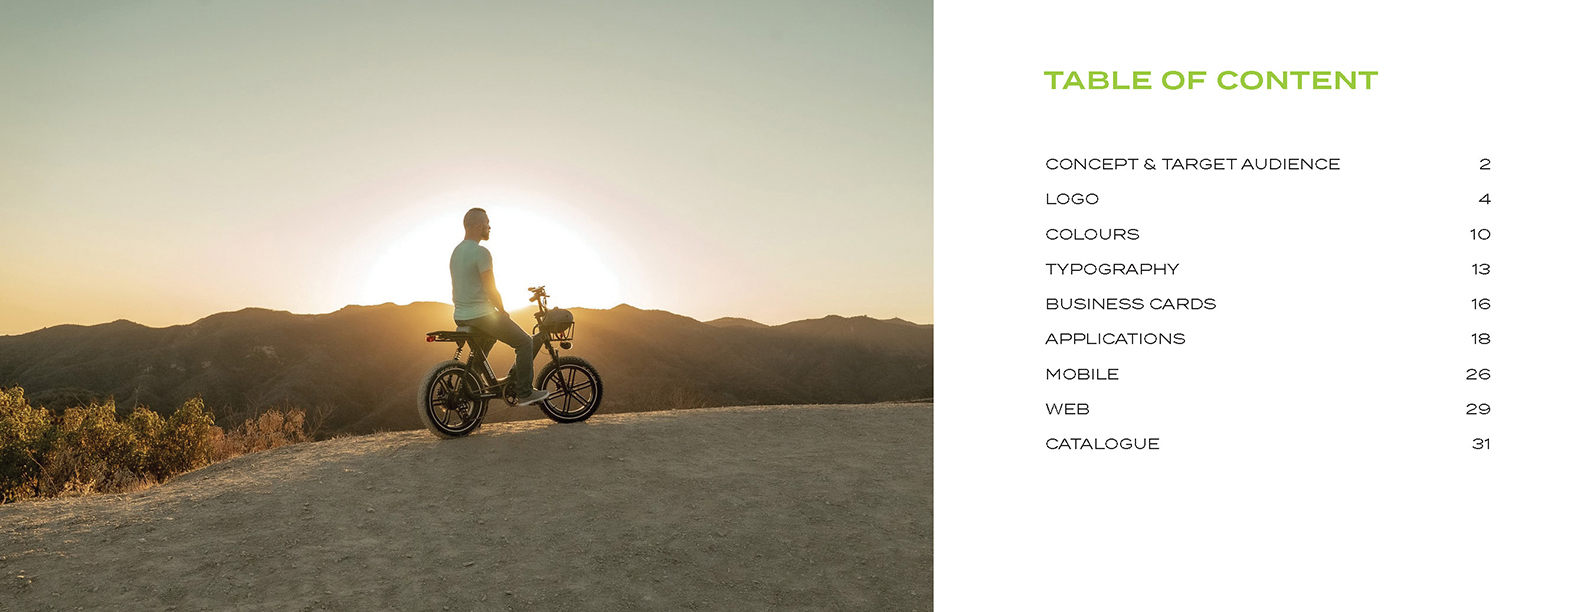 TABLE OF CONTENT
CONCEPT & TARGET AUDIENCE 2
LOGO 4
COLOURS 10
TYPOGRAPHY 13
BUSINESS CARDS 16
APPLICATIONS 18
MOBILE 26
WEB 29
CATALOGUE 31